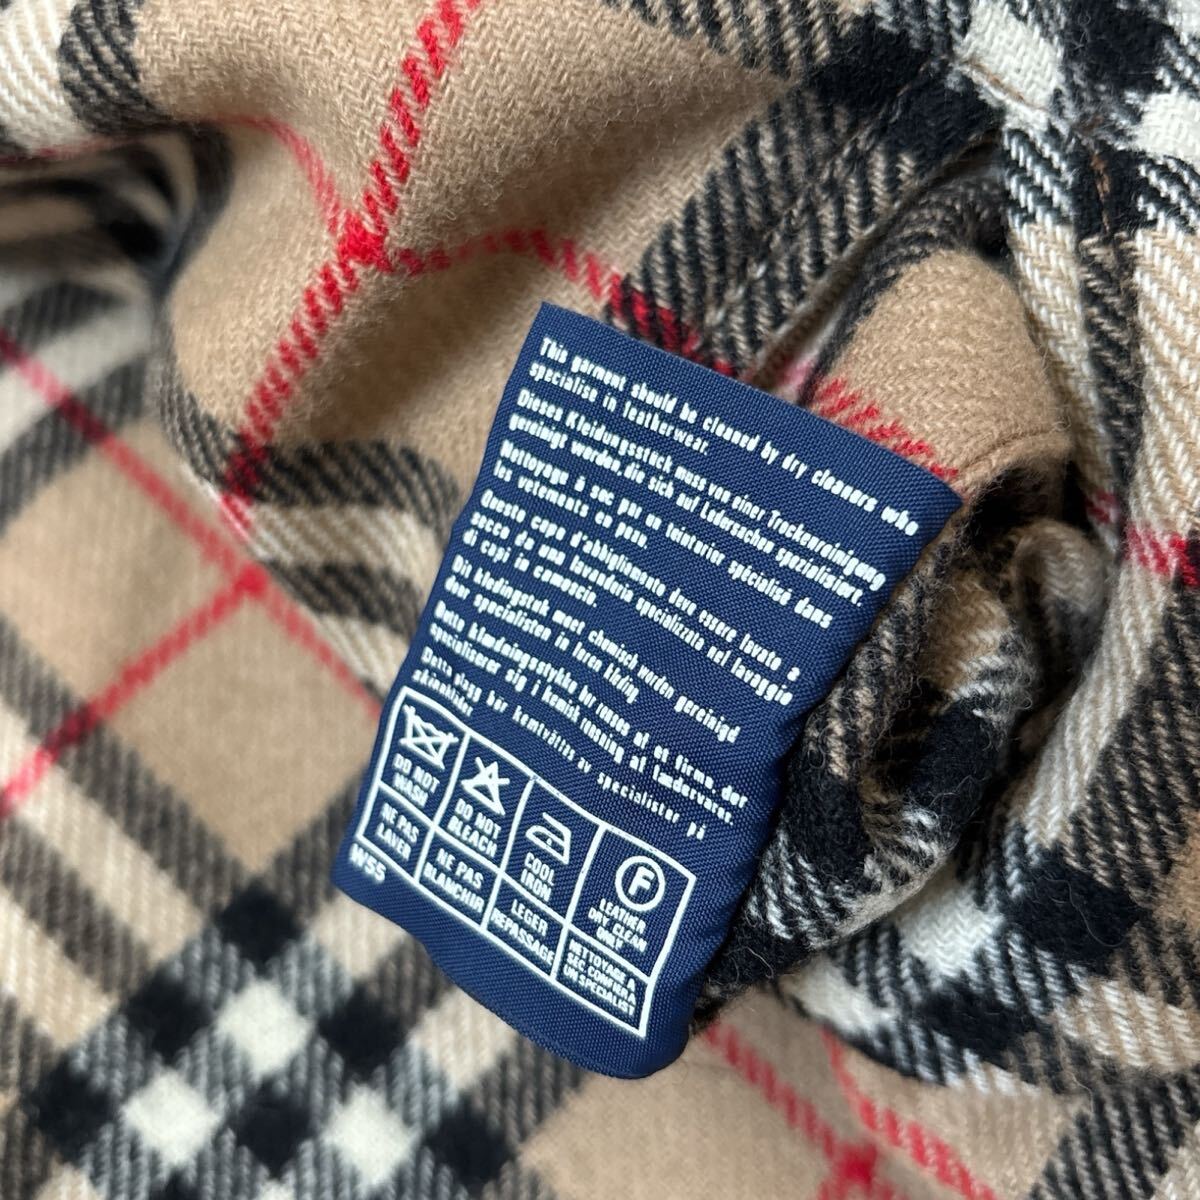 This garment should be cleaned by dry cleaners who
specialise in leatherwear.
Dieses Kleidungsstück muss von einer Trockenreinigung
gereinigt werden, die sich auf Ledersachen spezialisiert.
Nettoyage à sec par un teinturier spécialisé dans
les vetements en peau.
Questo capo d'abbigliamento deve essere lavato à
secco da una lavanderia specializzata nel lavaggio
di capi in camoscio.
Dit kledingstuk moet chemisch worden gereinigd
door specialisten in leren kleding
Dette klædningsstykke bør renses af et firma, der
specialiserer sig i kemisk rensning af lædervarer.
Detta plagg bör kemtvättas av specialister på
skinnkläder
DO NOT
WASH
DO NOT
BLEACH
COOL
IRON
F
LEATHER
DRY CLEAN
ONLY
NE PAS
LAVER
NE PAS
BLANCHIR
LEGER
REPASSAGE
NETTOYAGE A
SEC. CONFIER A
UN SPECIALIST
W55